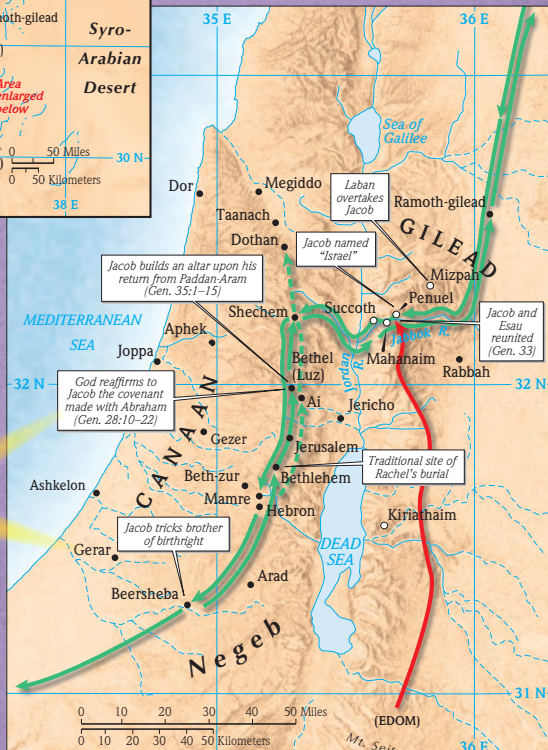 oth-gilead
Syro-
Arabian
Desert
Area
enlarged
below
0 50 Miles
0 50 Kilometers
30 N
38 E
35 E
36 E
Sea of
Galilee
Dor
Megiddo
Laban
overtakes
Jacob
Ramoth-gilead
Taanach
GILEAD
Dothan
Jacob named
"Israel"
Jacob builds an altar upon his
return from Paddan-Aram
(Gen. 35:1–15)
Mizpah
Penuel
Shechem
Succoth
Jacob and
Esau
reunited
(Gen. 33)
MEDITERRANEAN
SEA
Aphek
Jabbok R.
Joppa
Bethel
(Luz)
Jordan
R.
Mahanaim
Rabbah
32 N
32 N
God reaffirms to
Jacob the covenant
made with Abraham
(Gen. 28:10–22)
Ai
Jericho
CANAAN
Gezer
Jerusalem
Traditional site of
Rachel's burial
Beth-zur
Bethlehem
Ashkelon
Mamre
Hebron
Kiriathaim
Jacob tricks brother
of birthright
DEAD
SEA
Gerar
Arad
Beersheba
Negeb
31 N
0 10 20 30 40 50 Miles
0 10 20 30 40 50 Kilometers
(EDOM)
Mt. Seir
36 E